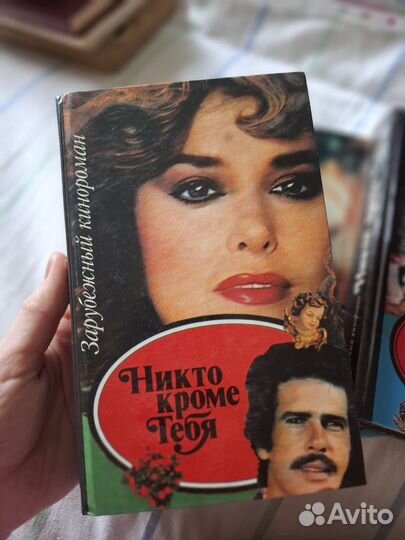 Зарубежный кинороман
Никто
кроме
Тебя
Avito